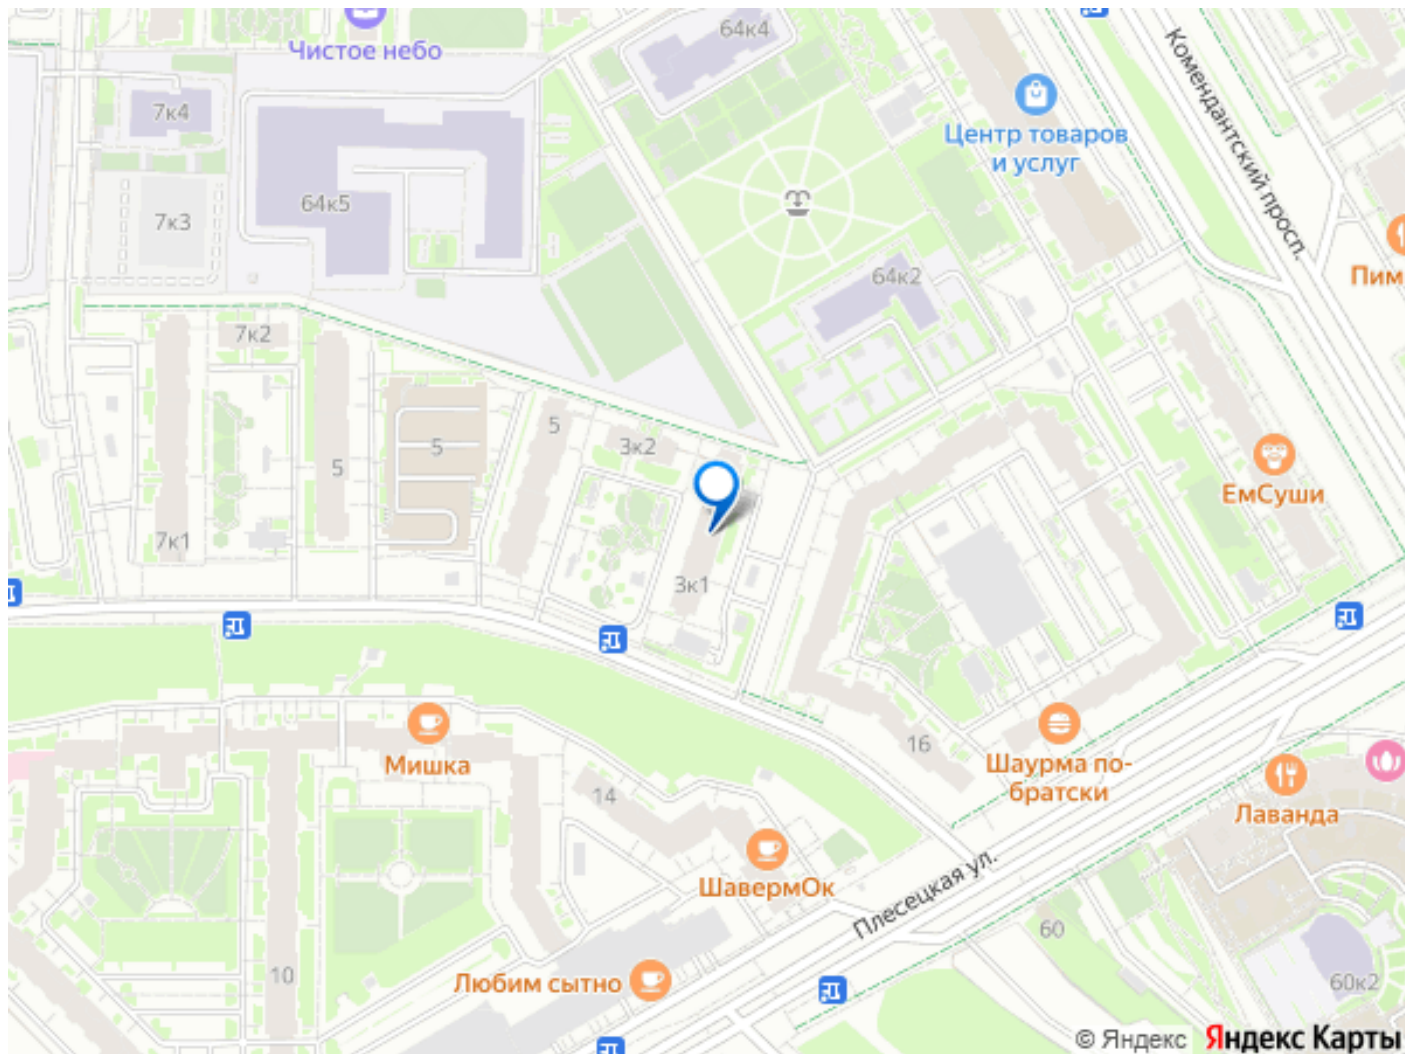 Чистое небо
64к4
7к4
Комендантский просп.
Центр товаров
и услуг
64к5
7к3
64к2
Пим
7к2
5
3к2
5
5
ЕмСуши
7к1
3к1
16
Мишка
Шаурма по-
братски
14
Лаванда
ШавермОк
Плесецкая ул.
60
10
Любим сытно
60к2
© Яндекс
Яндекс Карты